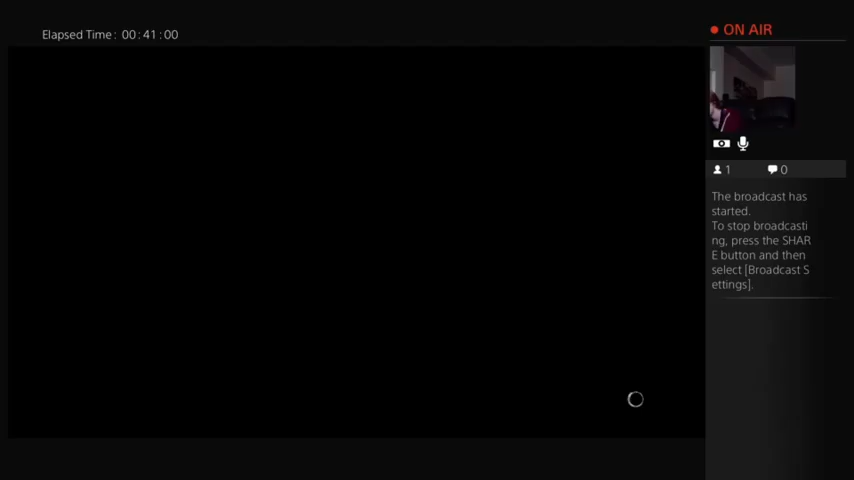 Elapsed Time: 00:41:00
ON AIR
1 0
The broadcast has
started.
To stop broadcasti
ng, press the SHAR
E button and then
select [Broadcast S
ettings].